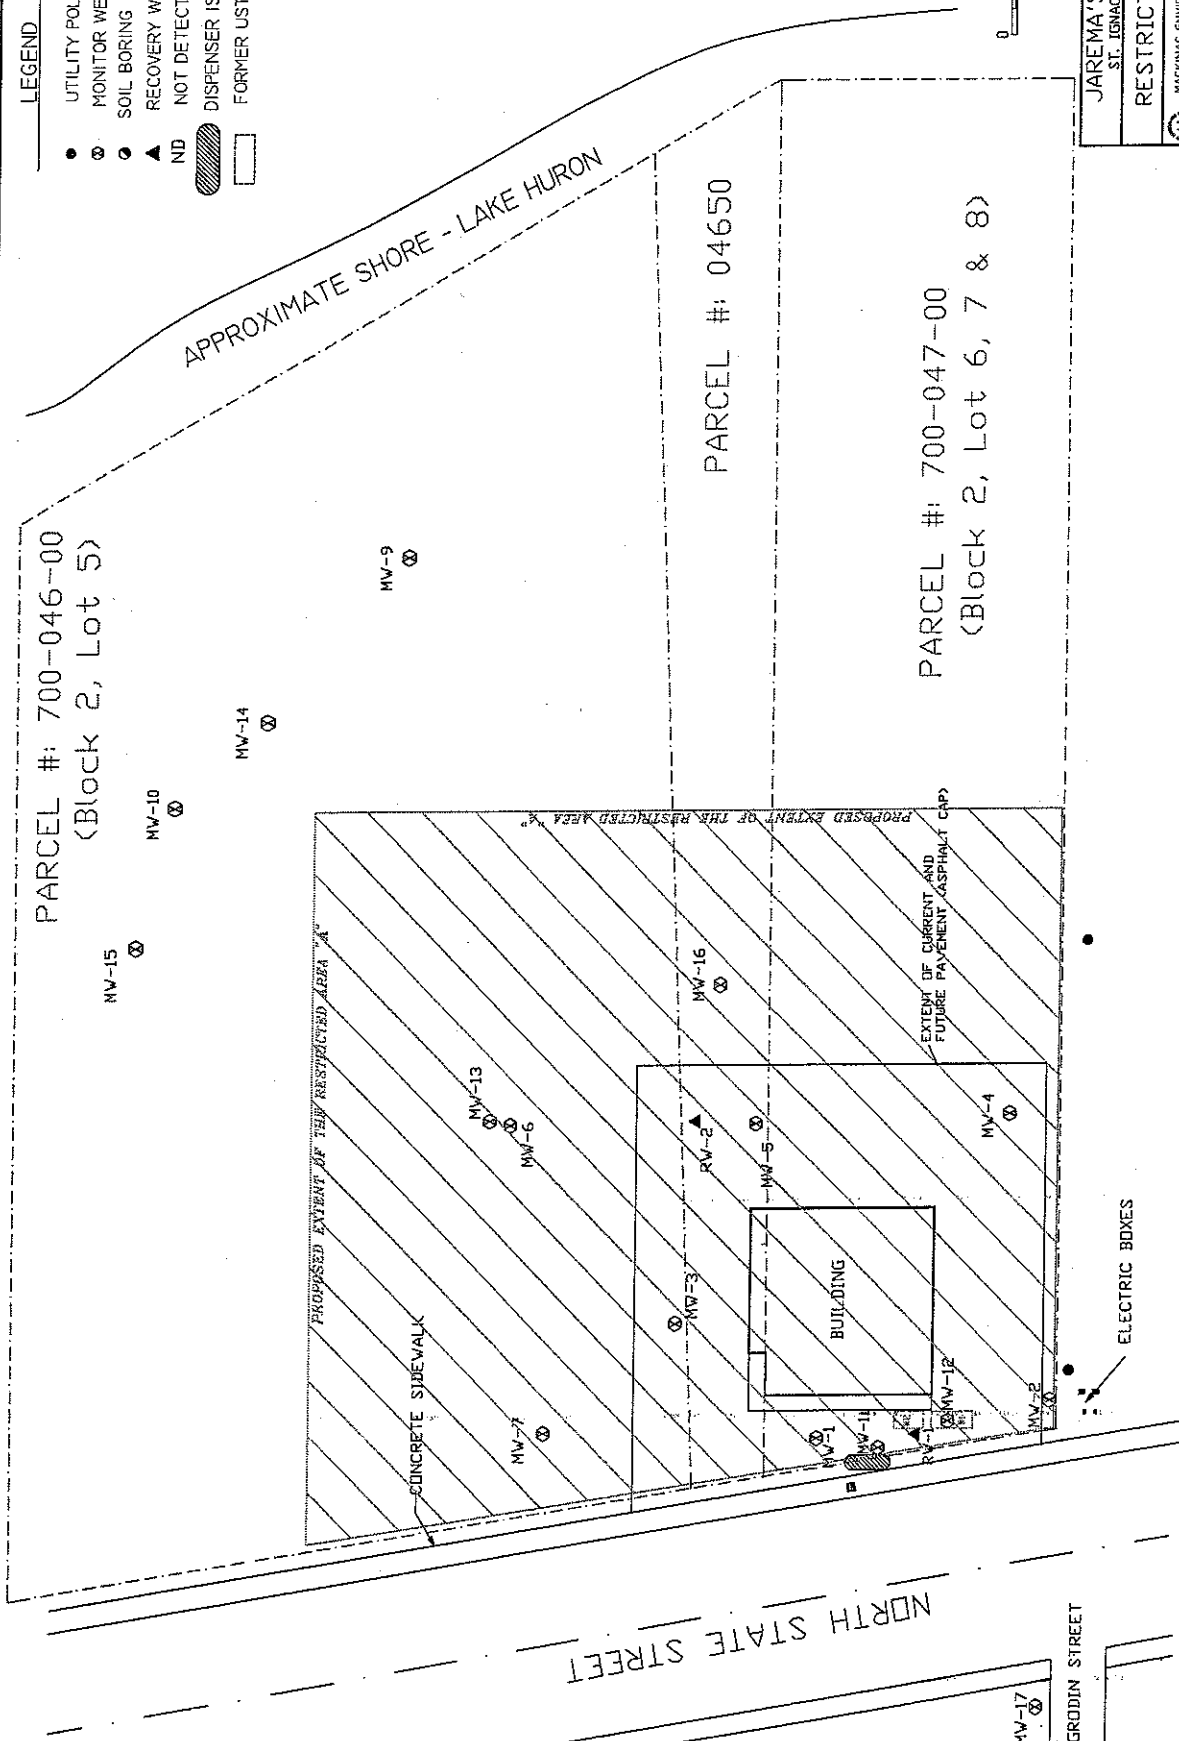 LEGEND
UTILITY POL
MONITOR WE
SOIL BORING
RECOVERY W
ND NOT DETECT
DISPENSER IS
FORMER UST
APPROXIMATE SHORE - LAKE HURON
PARCEL #: 700-046-00
(Block 2, Lot 5)
MW-15
MW-10
MW-14
MW-9
PARCEL #: 04650
PARCEL #: 700-047-00
(Block 2, Lot 6, 7 & 8)
PROPOSED EXTENT OF THE RESTRICTED AREA "A"
PROPOSED EXTENT OF THE RESTRICTED AREA "A"
CONCRETE SIDEWALK
MW-7
MW-13
MW-6
MW-3
RW-2
MW-5
MW-16
EXTENT OF CURRENT AND
FUTURE PAVEMENT (ASPHALT CAP)
MW-4
BUILDING
MW-1
MW-11
RW-1
MW-12
MW-2
ELECTRIC BOXES
NORTH STATE STREET
MW-17
GRODIN STREET
0
JAREMA'S
ST. IGNAC
RESTRICT